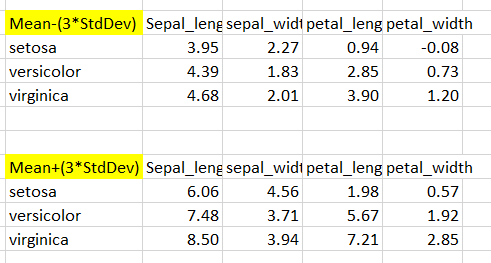 Mean-(3*StdDev) Sepal_leng sepal_widt petal_leng petal_width
setosa 3.95 2.27 0.94 -0.08
versicolor 4.39 1.83 2.85 0.73
virginica 4.68 2.01 3.90 1.20
Mean+(3*StdDev) Sepal_leng sepal_widt petal_leng petal_width
setosa 6.06 4.56 1.98 0.57
versicolor 7.48 3.71 5.67 1.92
virginica 8.50 3.94 7.21 2.85